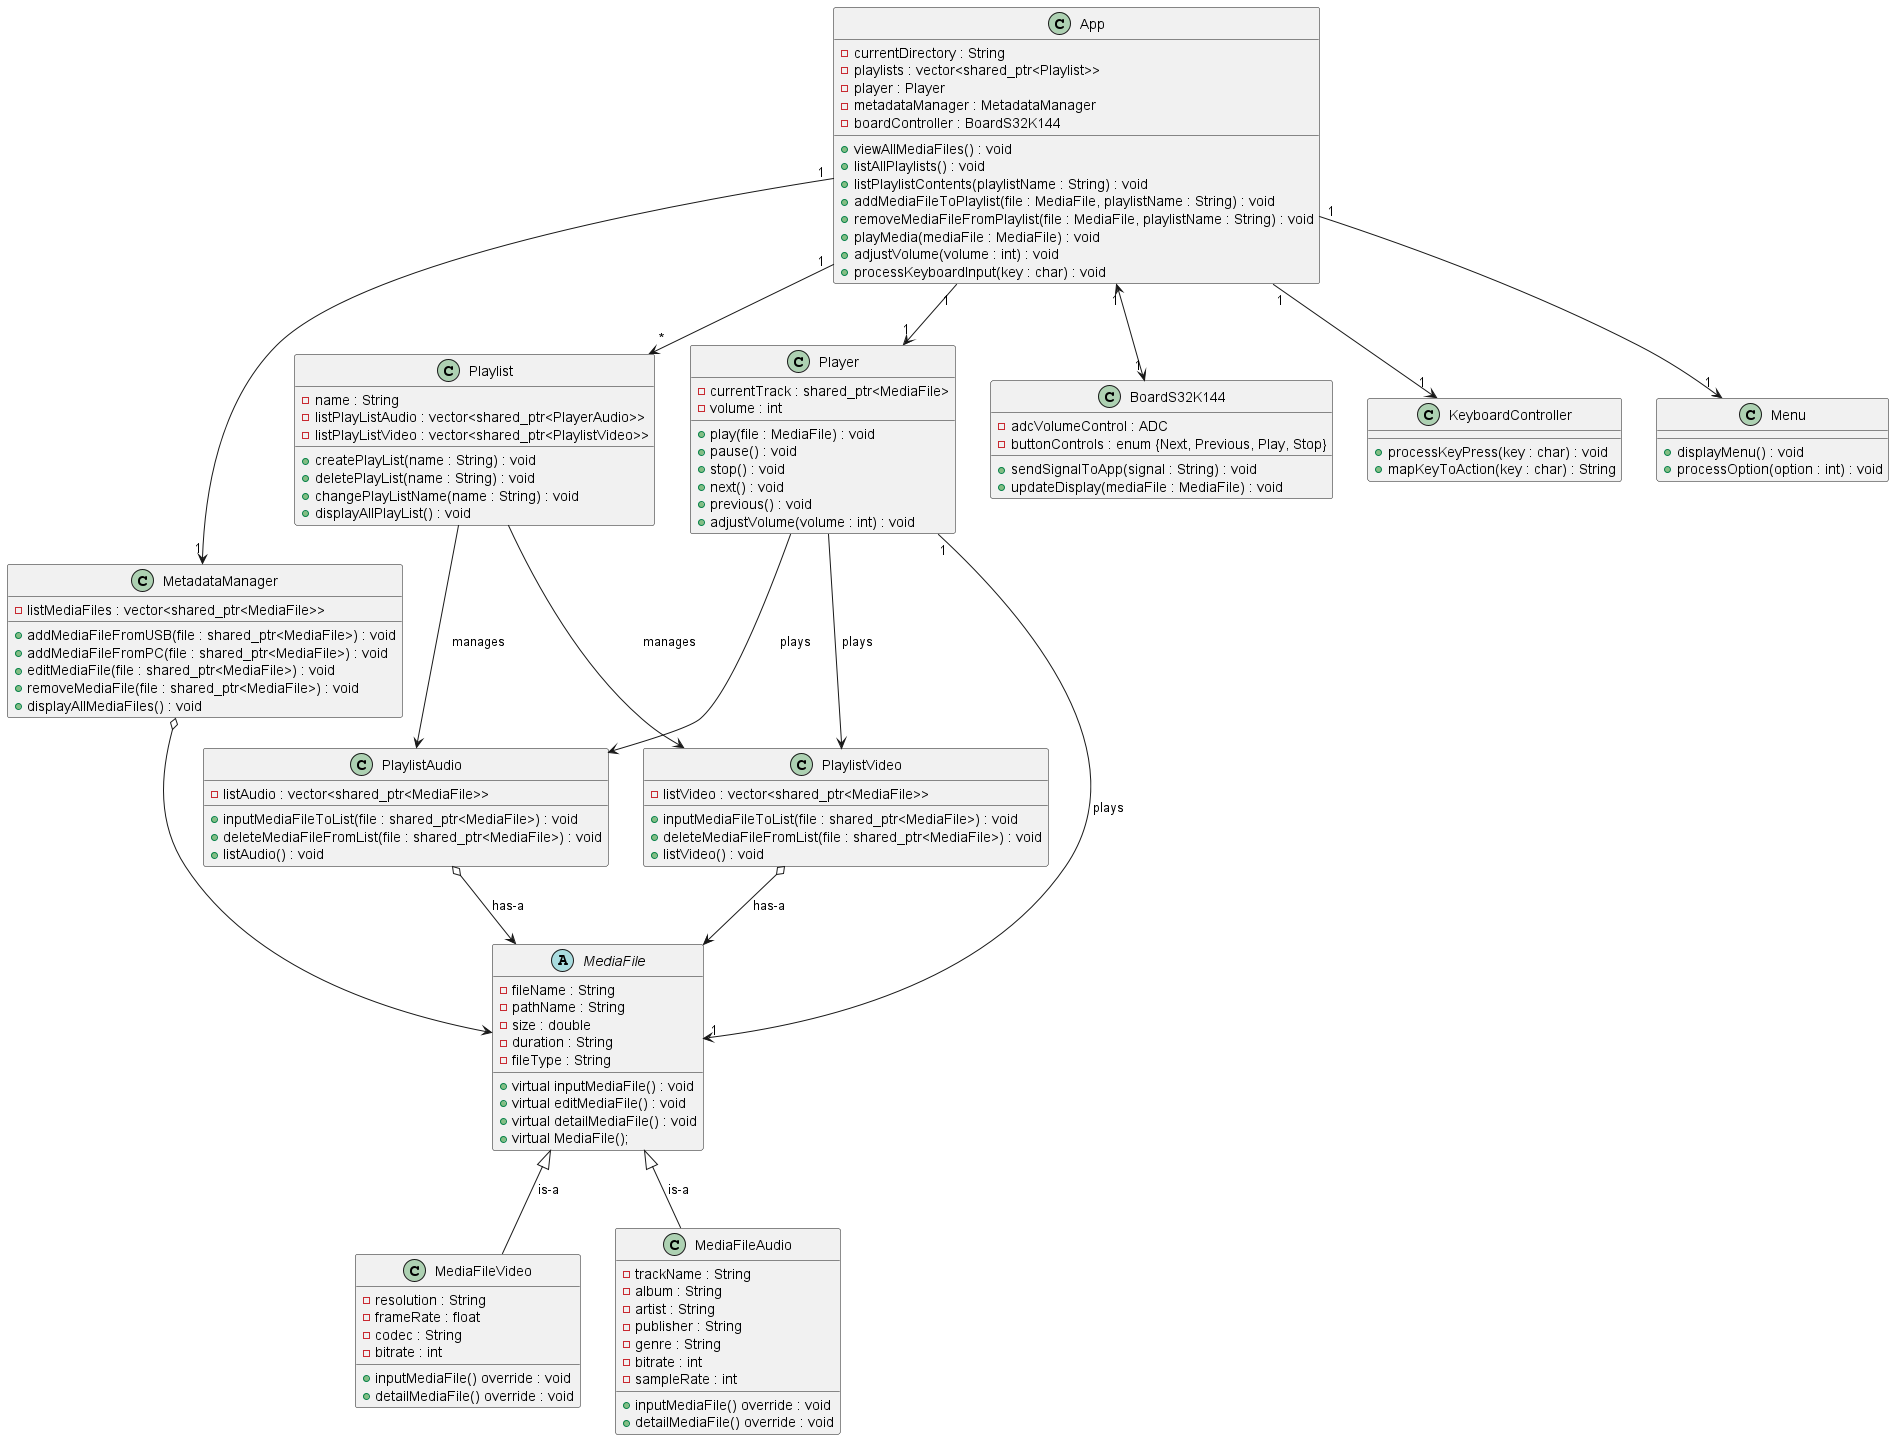 C App
currentDirectory : String
playlists : vector<shared_ptr<Playlist>>
player : Player
metadataManager : MetadataManager
boardController : BoardS32K144
viewAllMediaFiles() : void
listAllPlaylists() : void
listPlaylistContents(playlistName : String) : void
addMediaFileToPlaylist(file : MediaFile, playlistName : String) : void
removeMediaFileFromPlaylist(file : MediaFile, playlistName : String) : void
playMedia(mediaFile : MediaFile) : void
adjustVolume(volume : int) : void
processKeyboardInput(key : char) : void
1
1
1
1
1
1
*
1
1
1
1
1
C Playlist
name : String
listPlayListAudio : vector<shared_ptr<PlayerAudio>>
listPlayListVideo : vector<shared_ptr<PlaylistVideo>>
createPlayList(name : String) : void
deletePlayList(name : String) : void
changePlayListName(name : String) : void
displayAllPlayList() : void
C Player
currentTrack : shared_ptr<MediaFile>
volume : int
play(file : MediaFile) : void
pause() : void
stop() : void
next() : void
previous() : void
adjustVolume(volume : int) : void
C BoardS32K144
adcVolumeControl : ADC
buttonControls : enum {Next, Previous, Play, Stop}
sendSignalToApp(signal : String) : void
updateDisplay(mediaFile : MediaFile) : void
C KeyboardController
processKeyPress(key : char) : void
mapKeyToAction(key : char) : String
C Menu
displayMenu() : void
processOption(option : int) : void
C MetadataManager
listMediaFiles : vector<shared_ptr<MediaFile>>
addMediaFileFromUSB(file : shared_ptr<MediaFile>) : void
addMediaFileFromPC(file : shared_ptr<MediaFile>) : void
editMediaFile(file : shared_ptr<MediaFile>) : void
removeMediaFile(file : shared_ptr<MediaFile>) : void
displayAllMediaFiles() : void
manages
manages
plays
plays
1
plays
1
C PlaylistAudio
listAudio : vector<shared_ptr<MediaFile>>
inputMediaFileToList(file : shared_ptr<MediaFile>) : void
deleteMediaFileFromList(file : shared_ptr<MediaFile>) : void
listAudio() : void
C PlaylistVideo
listVideo : vector<shared_ptr<MediaFile>>
inputMediaFileToList(file : shared_ptr<MediaFile>) : void
deleteMediaFileFromList(file : shared_ptr<MediaFile>) : void
listVideo() : void
has-a
has-a
A MediaFile
fileName : String
pathName : String
size : double
duration : String
fileType : String
virtual inputMediaFile() : void
virtual editMediaFile() : void
virtual detailMediaFile() : void
virtual MediaFile();
is-a
is-a
C MediaFileVideo
resolution : String
frameRate : float
codec : String
bitrate : int
inputMediaFile() override : void
detailMediaFile() override : void
C MediaFileAudio
trackName : String
album : String
artist : String
publisher : String
genre : String
bitrate : int
sampleRate : int
inputMediaFile() override : void
detailMediaFile() override : void